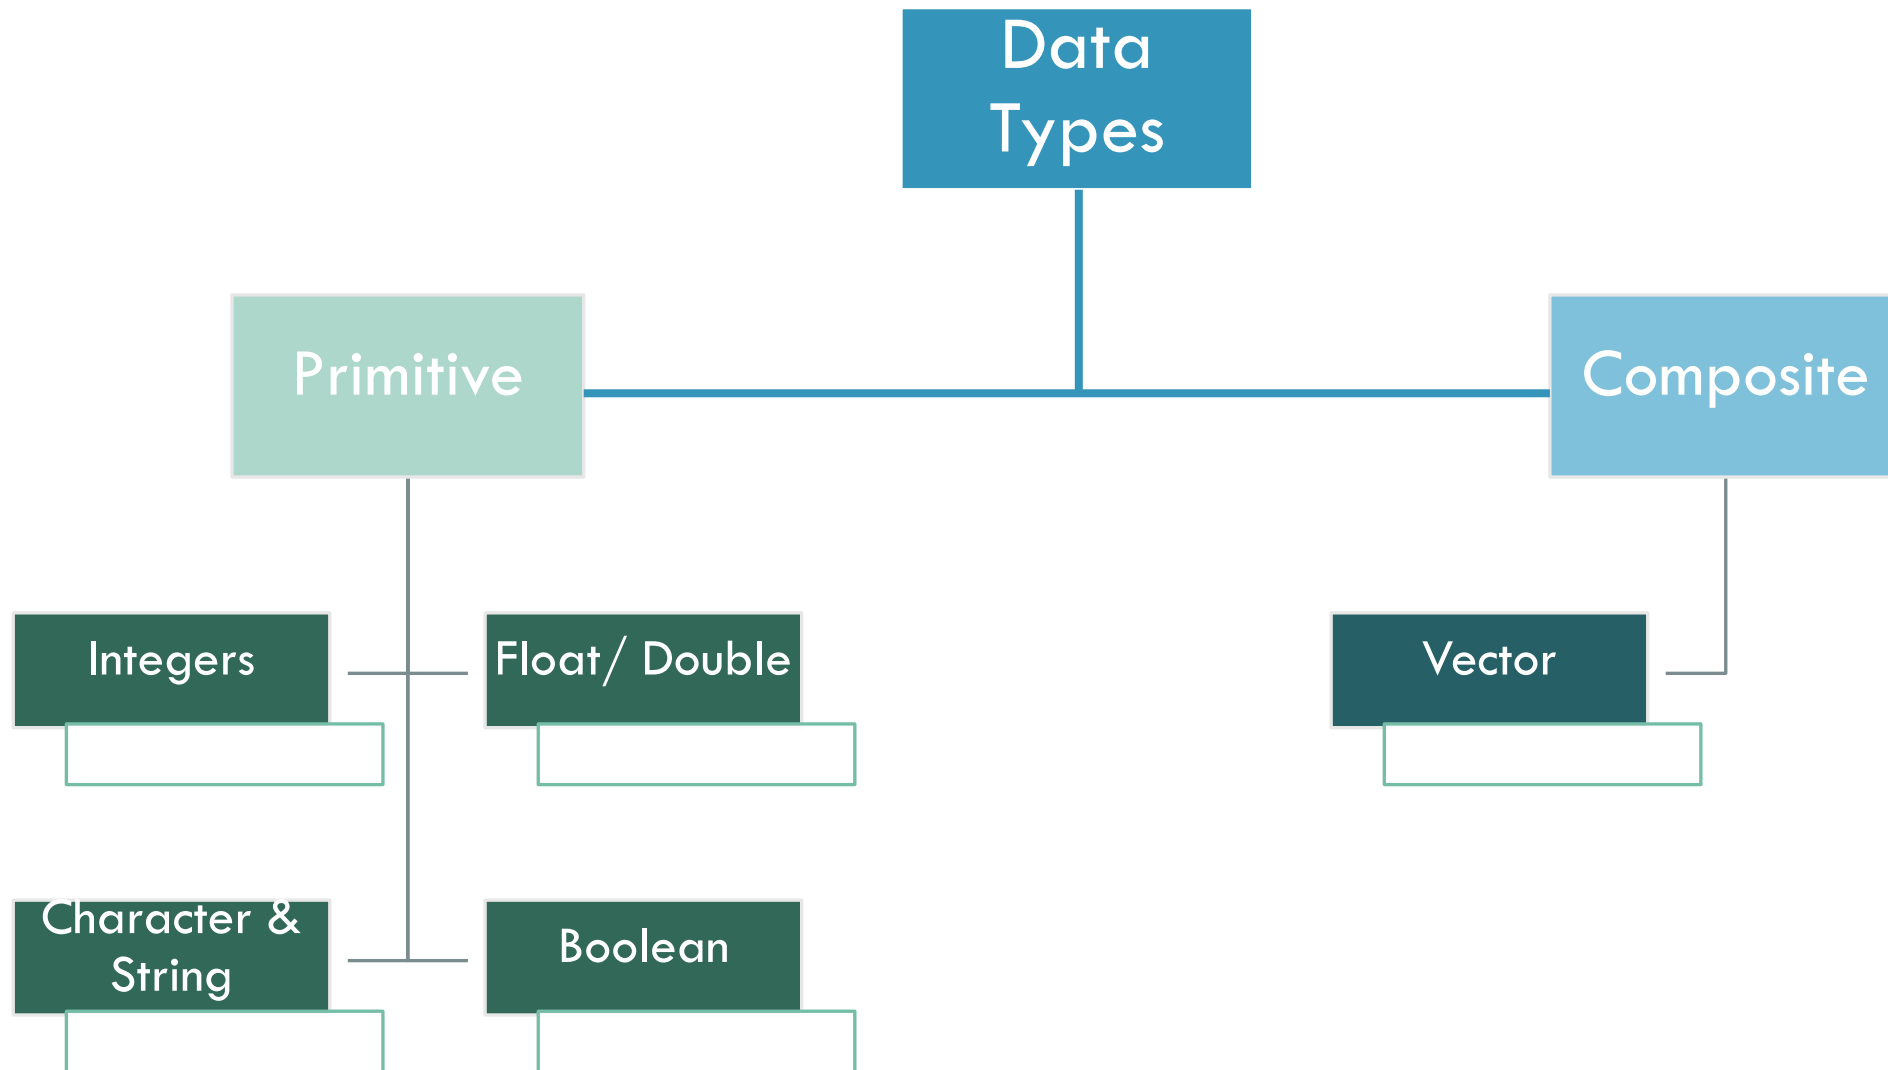 Data
Types
Primitive
Composite
Integers
Float/ Double
Vector
Character &
String
Boolean